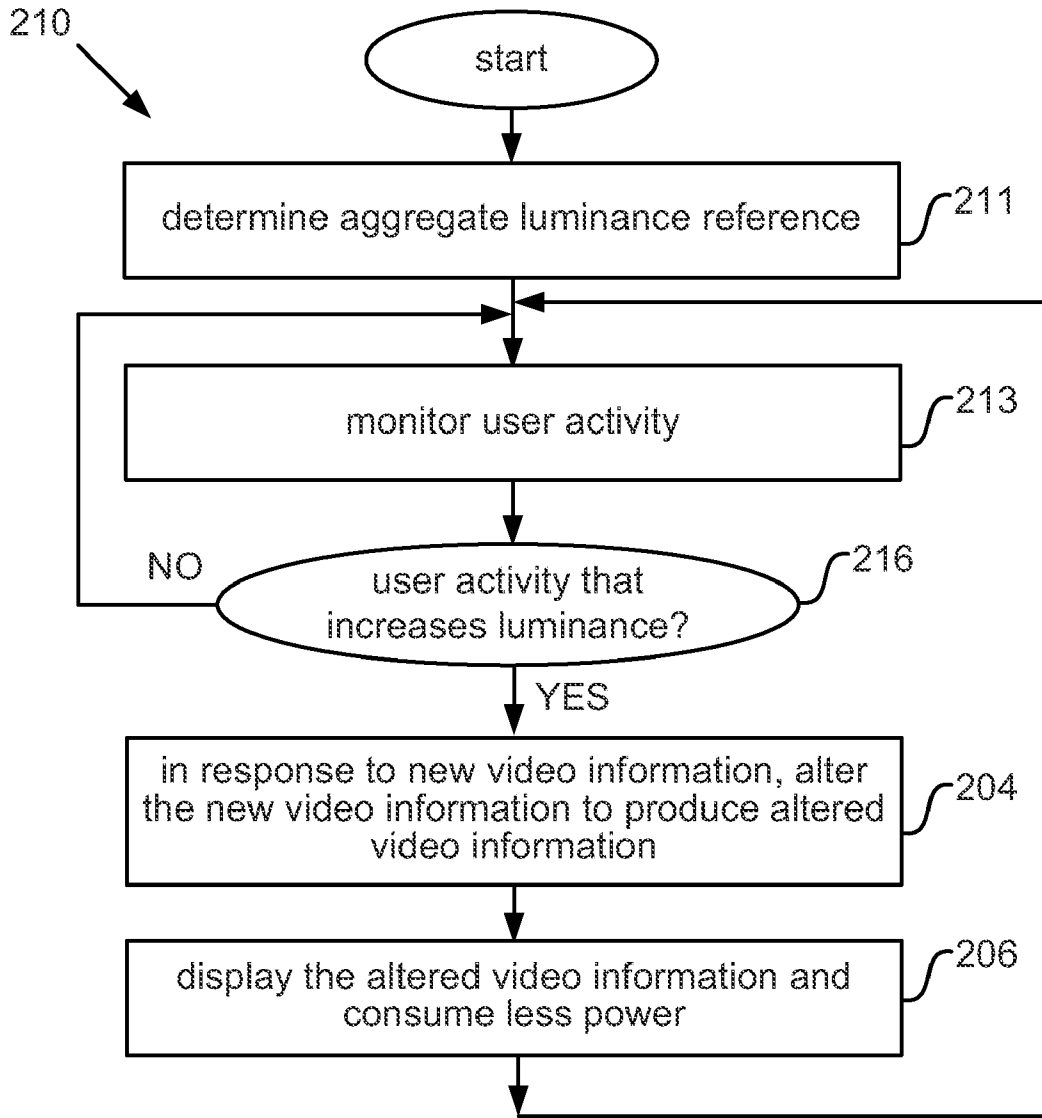 210
start
determine aggregate luminance reference
211
monitor user activity
213
NO
user activity that
increases luminance?
216
YES
in response to new video information, alter
the new video information to produce altered
video information
204
display the altered video information and
consume less power
206